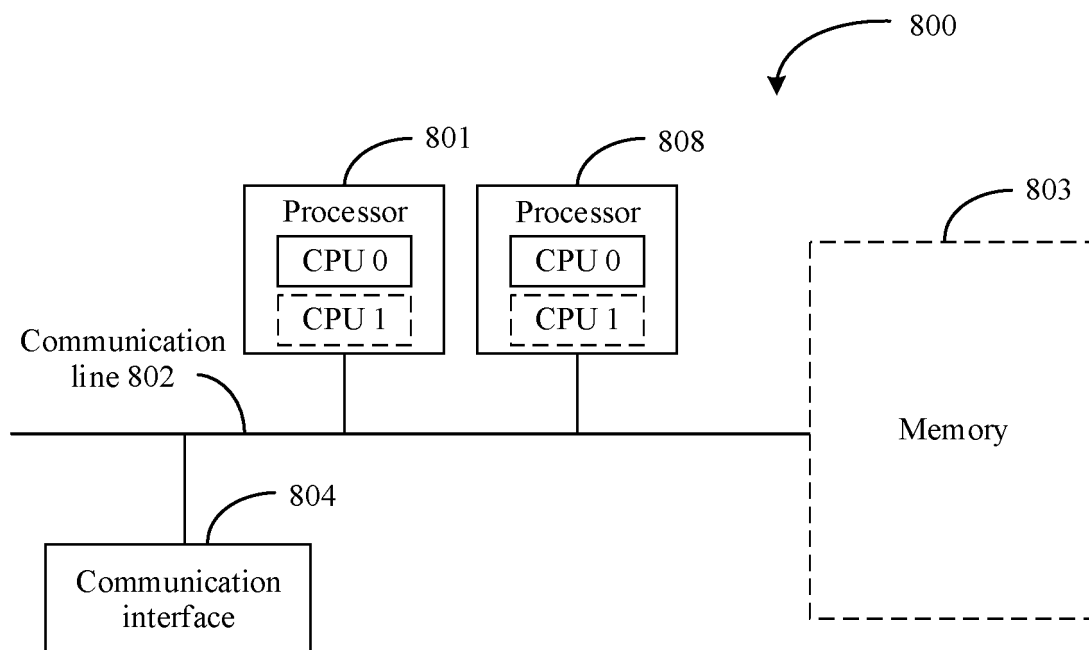 800
801
808
803
Processor
Processor
CPU 0
CPU 0
CPU 1
CPU 1
Communication
line 802
Memory
804
Communication
interface